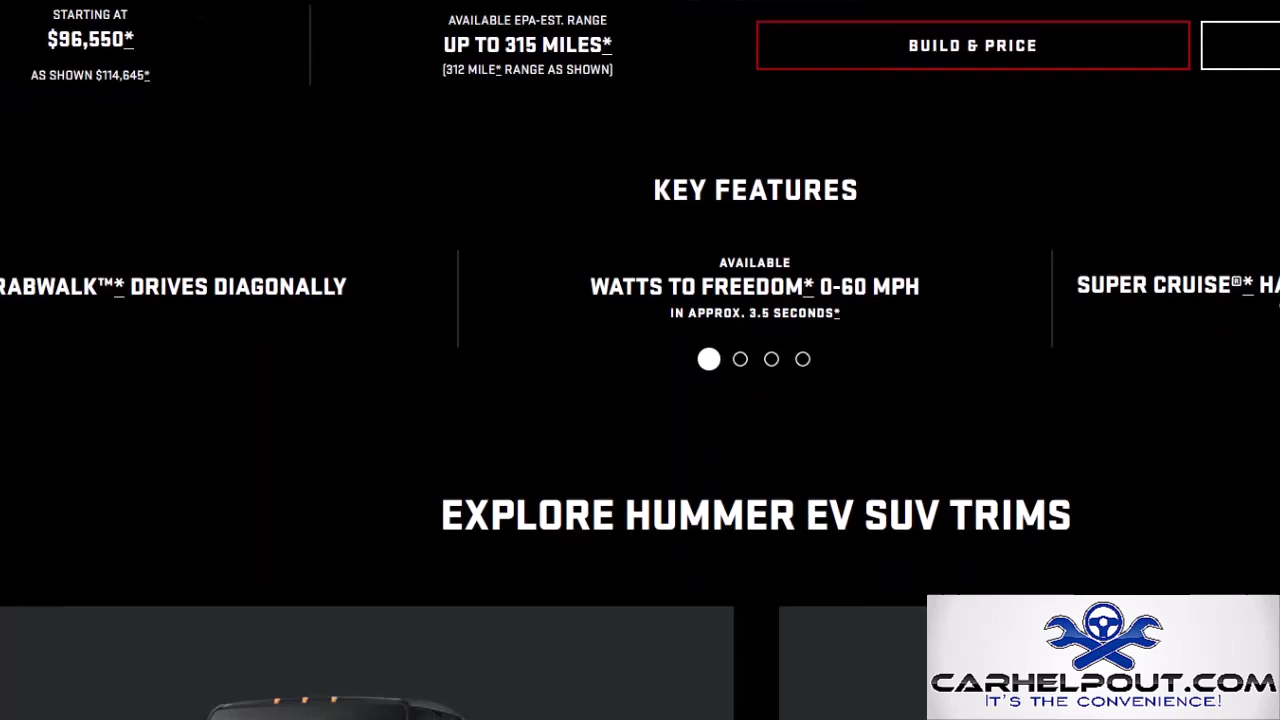 STARTING AT
$96,550*
AS SHOWN $114,645*
AVAILABLE EPA-EST. RANGE
UP TO 315 MILES*
(312 MILE* RANGE AS SHOWN)
BUILD & PRICE
KEY FEATURES
RABWALK™* DRIVES DIAGONALLY
AVAILABLE
WATTS TO FREEDOM* 0-60 MPH
IN APPROX. 3.5 SECONDS*
SUPER CRUISE®* HA
EXPLORE HUMMER EV SUV TRIMS
CARHELPOUT.COM
IT'S THE CONVENIENCE!